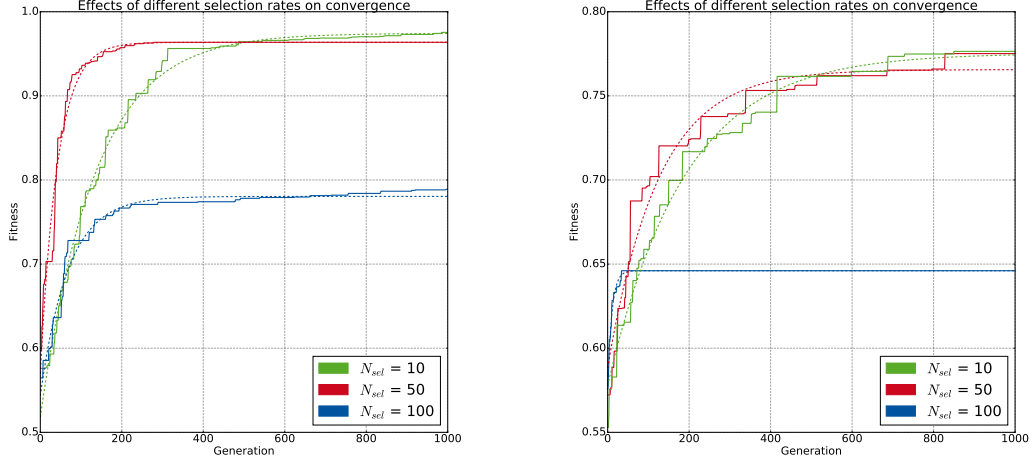 Effects of different selection rates on convergence
1.0
0.9
0.8
0.7
0.6
0.5
Fitness
0 200 400 600 800 1000
Generation
N_sel = 10
N_sel = 50
N_sel = 100
Effects of different selection rates on convergence
0.80
0.75
0.70
0.65
0.60
0.55
Fitness
0 200 400 600 800 1000
Generation
N_sel = 10
N_sel = 50
N_sel = 100